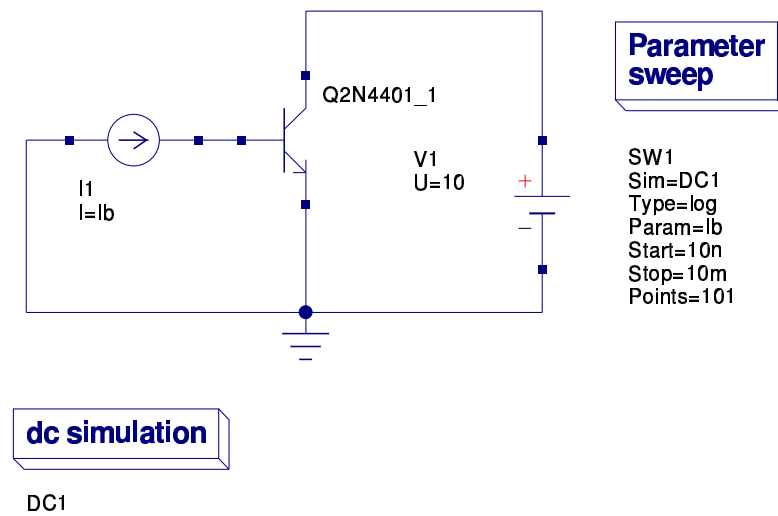 Parameter
sweep
Q2N4401_1
V1
U=10
+
−
I1
I=Ib
SW1
Sim=DC1
Type=log
Param=Ib
Start=10n
Stop=10m
Points=101
dc simulation
DC1